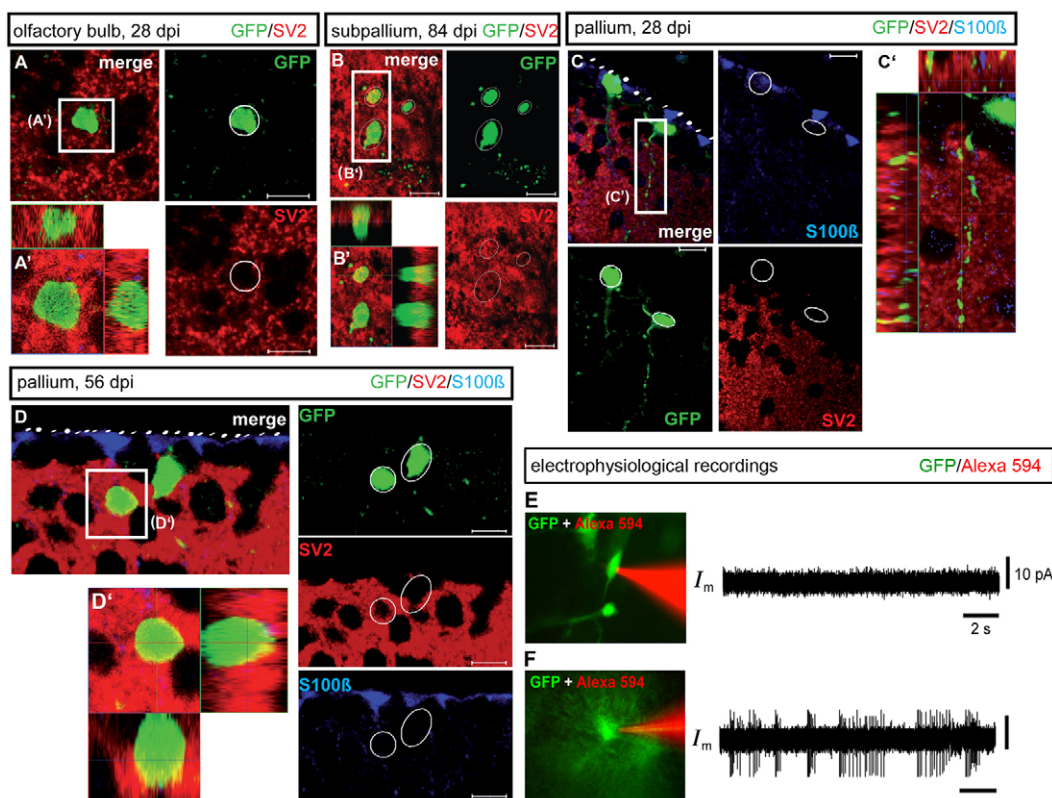 olfactory bulb, 28 dpi GFP/SV2
A merge GFP
(A')
A' SV2
subpallium, 84 dpi GFP/SV2
B merge GFP
(B')
B' SV2
pallium, 28 dpi GFP/SV2/S100ß
C C'
(C')
merge S100ß
GFP SV2
pallium, 56 dpi GFP/SV2/S100ß
D merge GFP
(D')
SV2
D'
S100ß
electrophysiological recordings GFP/Alexa 594
E
GFP + Alexa 594
Im 10 pA
2 s
F
GFP + Alexa 594
Im